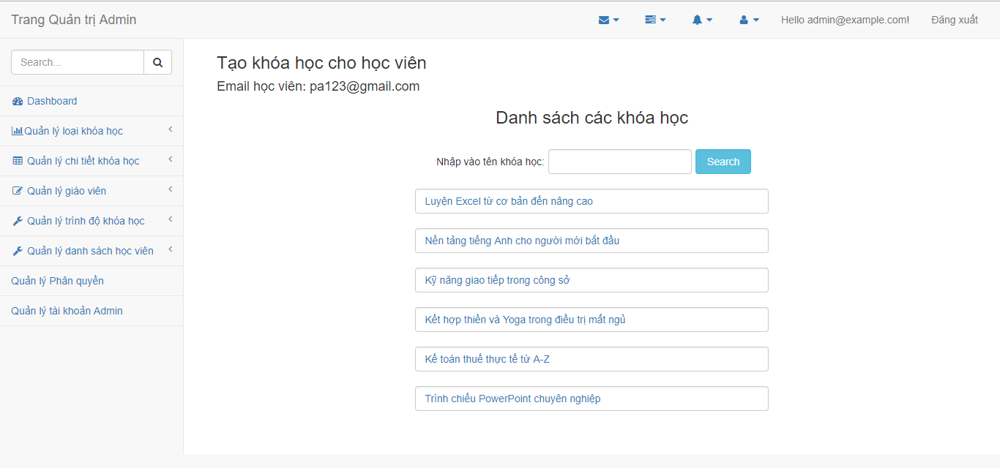 Trang Quản trị Admin
Hello admin@example.com!
Đăng xuất
Search...
Dashboard
Quản lý loại khóa học
Quản lý chi tiết khóa học
Quản lý giáo viên
Quản lý trình độ khóa học
Quản lý danh sách học viên
Quản lý Phân quyền
Quản lý tài khoản Admin
Tạo khóa học cho học viên
Email học viên: pa123@gmail.com
Danh sách các khóa học
Nhập vào tên khóa học: Search
Luyện Excel từ cơ bản đến nâng cao
Nền tảng tiếng Anh cho người mới bắt đầu
Kỹ năng giao tiếp trong công sở
Kết hợp thiền và Yoga trong điều trị mất ngủ
Kế toán thuế thực tế từ A-Z
Trình chiếu PowerPoint chuyên nghiệp